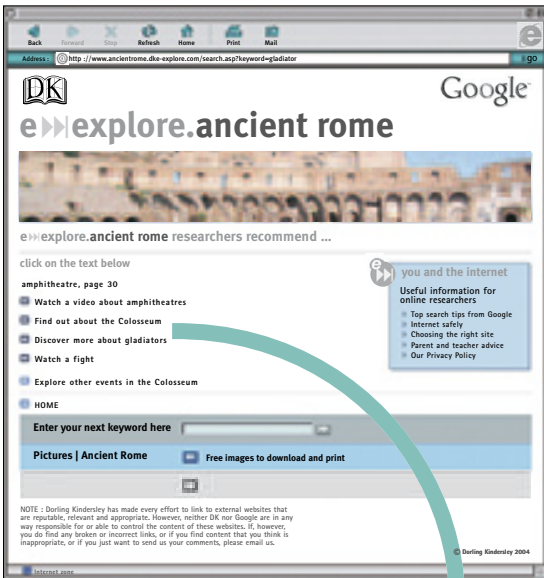 Back Forward Stop Refresh Home Print Mail
Address : http ://www.ancientrome.dke-explore.com/search.asp?keyword=gladiator
go
DK
Google
e explore.ancient rome
e explore.ancient rome researchers recommend ...
click on the text below
amphitheatre, page 30
Watch a video about amphitheatres
Find out about the Colosseum
Discover more about gladiators
Watch a fight
Explore other events in the Colosseum
HOME
e
you and the internet
Useful information for
online researchers
Top search tips from Google
Internet safely
Choosing the right site
Parent and teacher advice
Our Privacy Policy
Enter your next keyword here
Pictures | Ancient Rome
Free images to download and print
NOTE : Dorling Kindersley has made every effort to link to external websites that
are reputable, relevant and appropriate. However, neither DK nor Google are in any
way responsible for or able to control the content of these websites. If, however,
you do find any broken or incorrect links, or if you find content that you think is
inappropriate, or if you just want to send us your comments, please email us.
© Dorling Kindersley 2004
Internet zone